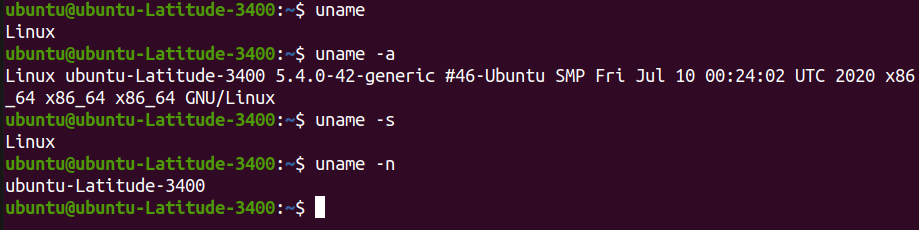 ubuntu@ubuntu-Latitude-3400:~$ uname
Linux
ubuntu@ubuntu-Latitude-3400:~$ uname -a
Linux ubuntu-Latitude-3400 5.4.0-42-generic #46-Ubuntu SMP Fri Jul 10 00:24:02 UTC 2020 x86
_64 x86_64 x86_64 GNU/Linux
ubuntu@ubuntu-Latitude-3400:~$ uname -s
Linux
ubuntu@ubuntu-Latitude-3400:~$ uname -n
ubuntu-Latitude-3400
ubuntu@ubuntu-Latitude-3400:~$